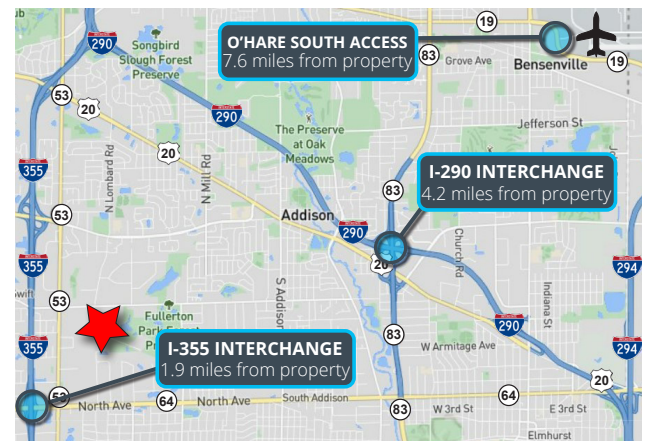 19
O'HARE SOUTH ACCESS
7.6 miles from property
290
Songbird
Slough Forest
Preserve
83
Grove Ave
Bensenville
19
53
20
290
The Preserve
at Oak
Meadows
Jefferson St
355
N Lombard Rd
20
N Mill Rd
I-290 INTERCHANGE
4.2 miles from property
83
53
Addison
290
20
Church Rd
355
294
53
S Addison
Indiana St
Fullerton
290
83
355
W Armitage Ave
294
I-355 INTERCHANGE
1.9 miles from property
20
53
North Ave
64
North Ave
South Addison
83
W 3rd St
64
E 3rd St
Elmhurst